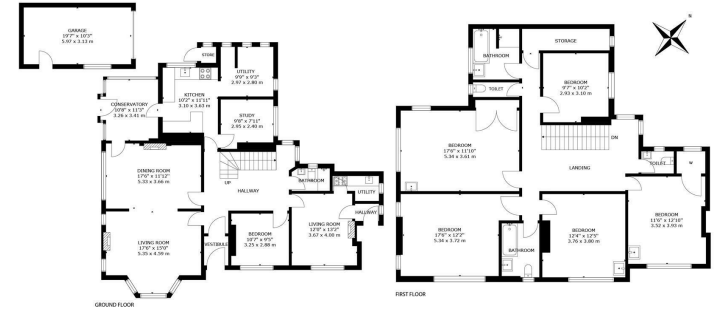 GARAGE
19'7" x 10'3"
5.97 x 3.13 m
STORE
UTILITY
9'9" x 9'2"
2.97 x 2.80 m
KITCHEN
10'2" x 11'11"
3.10 x 3.63 m
CONSERVATORY
10'8" x 11'3"
3.26 x 3.41 m
STUDY
9'8" x 7'11"
2.95 x 2.40 m
DINING ROOM
17'6" x 11'12"
5.33 x 3.66 m
UP
HALLWAY
BATHROOM
UTILITY
HALLWAY
LIVING ROOM
17'6" x 15'0"
5.35 x 4.59 m
VESTIBULE
BEDROOM
10'7" x 9'5"
3.25 x 2.88 m
LIVING ROOM
12'0" x 13'2"
3.67 x 4.00 m
GROUND FLOOR
N
BATHROOM
STORAGE
TOILET
BEDROOM
9'7" x 10'2"
2.93 x 3.10 m
BEDROOM
17'6" x 11'10"
5.34 x 3.61 m
DN
LANDING
TOILET
W
BEDROOM
17'6" x 12'2"
5.34 x 3.72 m
BATHROOM
BEDROOM
12'4" x 12'5"
3.76 x 3.80 m
BEDROOM
11'6" x 12'10"
3.52 x 3.93 m
FIRST FLOOR